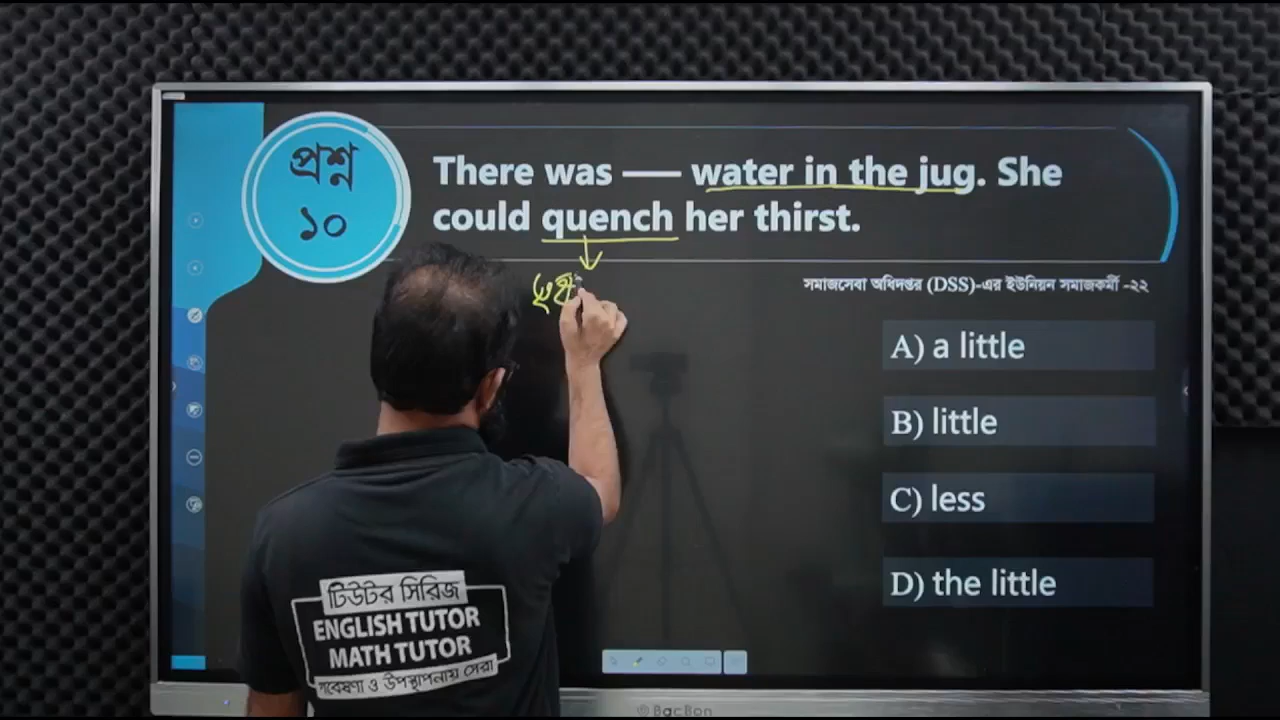 প্রশ্ন
১০
There was — water in the jug. She
could quench her thirst.
সমাজসেবা অধিদপ্তর (DSS)-এর ইউনিয়ন সমাজকর্মী -২২
A) a little
B) little
C) less
D) the little
টিউটর সিরিজ
ENGLISH TUTOR
MATH TUTOR
গবেষণা ও উপস্থাপনায় সেরা
BacBon